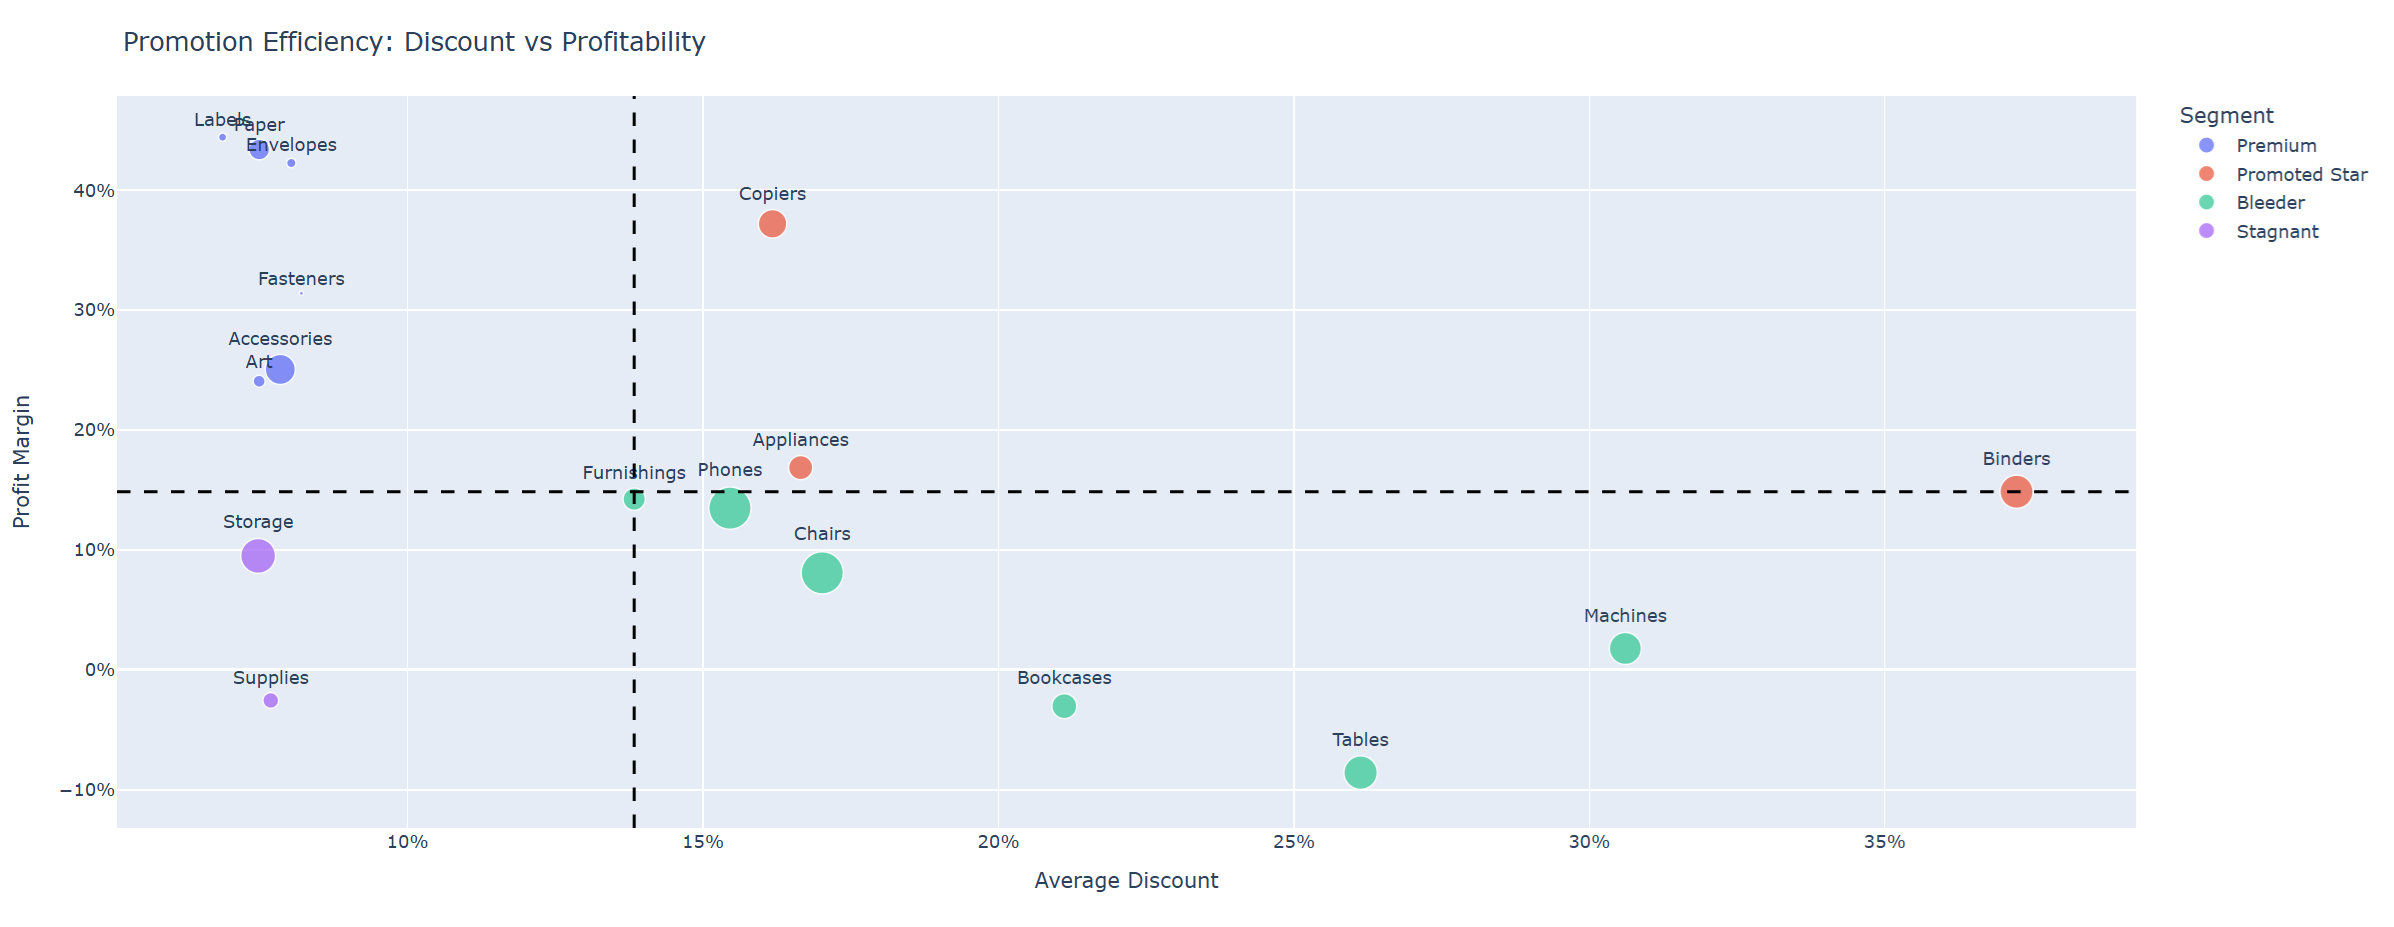 Promotion Efficiency: Discount vs Profitability
Segment
Premium
Promoted Star
Bleeder
Stagnant
Labels
Paper
Envelopes
40%
Copiers
Fasteners
30%
Accessories
Art
20%
Appliances
Furnishings
Phones
Binders
Profit Margin
Storage
Chairs
10%
Machines
0%
Supplies
Bookcases
Tables
−10%
10%
15%
20%
25%
30%
35%
Average Discount